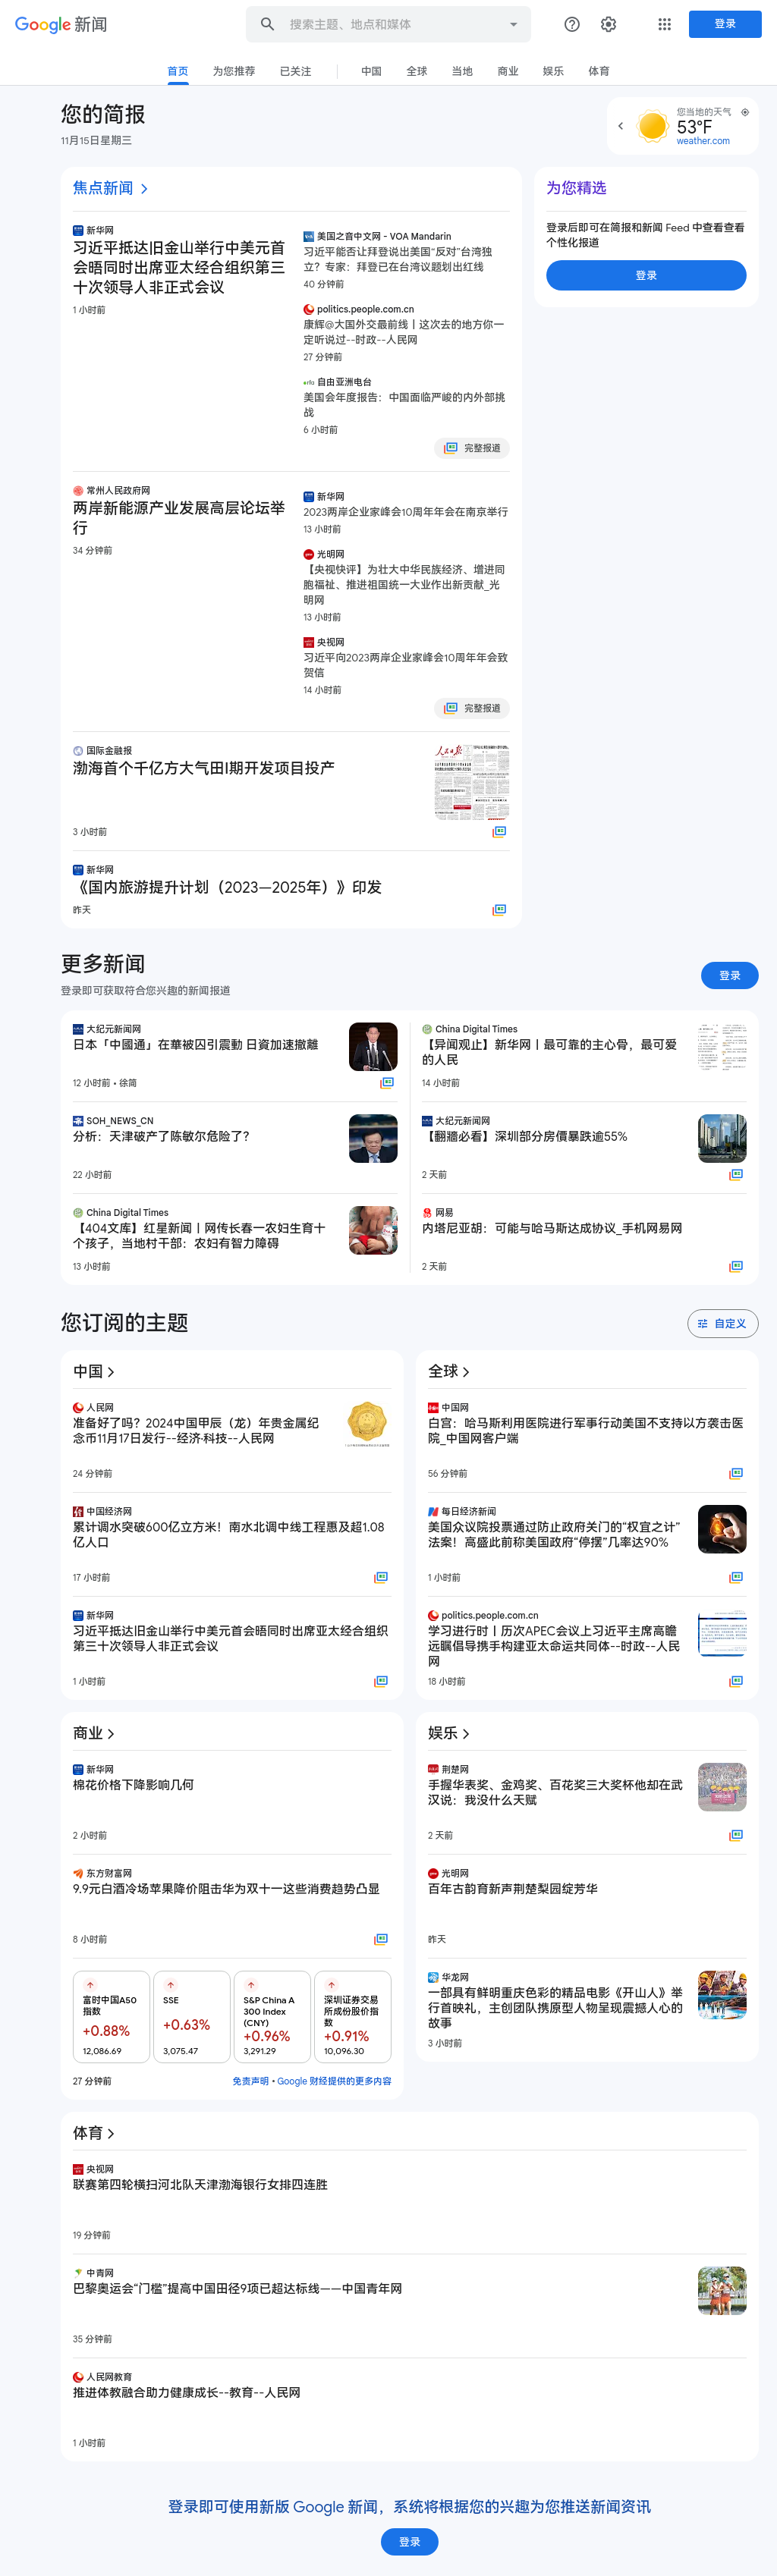 Google 新闻
搜索主题、地点和媒体
登录
首页
为您推荐
已关注
中国
全球
当地
商业
娱乐
体育
您的简报
11月15日星期三
您当地的天气
53°F
weather.com
焦点新闻
新华网
习近平抵达旧金山举行中美元首
会晤同时出席亚太经合组织第三
十次领导人非正式会议
1 小时前
美国之音中文网 - VOA Mandarin
习近平能否让拜登说出美国“反对”台湾独
立？专家：拜登已在台湾议题划出红线
40 分钟前
politics.people.com.cn
康辉@大国外交最前线丨这次去的地方你一
定听说过--时政--人民网
27 分钟前
自由亚洲电台
美国会年度报告：中国面临严峻的内外部挑
战
6 小时前
完整报道
常州人民政府网
两岸新能源产业发展高层论坛举
行
34 分钟前
新华网
2023两岸企业家峰会10周年年会在南京举行
13 小时前
光明网
【央视快评】为壮大中华民族经济、增进同
胞福祉、推进祖国统一大业作出新贡献_光
明网
13 小时前
央视网
习近平向2023两岸企业家峰会10周年年会致
贺信
14 小时前
完整报道
国际金融报
渤海首个千亿方大气田Ⅰ期开发项目投产
3 小时前
新华网
《国内旅游提升计划（2023—2025年）》印发
昨天
为您精选
登录后即可在简报和新闻 Feed 中查看查看
个性化报道
登录
更多新闻
登录即可获取符合您兴趣的新闻报道
登录
大纪元新闻网
日本「中國通」在華被囚引震動 日資加速撤離
12 小时前 • 徐简
China Digital Times
【异闻观止】新华网丨最可靠的主心骨，最可爱
的人民
14 小时前
SOH_NEWS_CN
分析：天津破产了陈敏尔危险了？
22 小时前
大纪元新闻网
【翻牆必看】深圳部分房價暴跌逾55%
2 天前
China Digital Times
【404文库】红星新闻丨网传长春一农妇生育十
个孩子，当地村干部：农妇有智力障碍
13 小时前
网易
内塔尼亚胡：可能与哈马斯达成协议_手机网易网
2 天前
您订阅的主题
自定义
中国
人民网
准备好了吗？2024中国甲辰（龙）年贵金属纪
念币11月17日发行--经济·科技--人民网
24 分钟前
中国经济网
累计调水突破600亿立方米！南水北调中线工程惠及超1.08
亿人口
17 小时前
新华网
习近平抵达旧金山举行中美元首会晤同时出席亚太经合组织
第三十次领导人非正式会议
1 小时前
全球
中国网
白宫：哈马斯利用医院进行军事行动美国不支持以方袭击医
院_中国网客户端
56 分钟前
每日经济新闻
美国众议院投票通过防止政府关门的“权宜之计”
法案！高盛此前称美国政府“停摆”几率达90%
1 小时前
politics.people.com.cn
学习进行时丨历次APEC会议上习近平主席高瞻
远瞩倡导携手构建亚太命运共同体--时政--人民
网
18 小时前
商业
新华网
棉花价格下降影响几何
2 小时前
东方财富网
9.9元白酒冷场苹果降价阻击华为双十一这些消费趋势凸显
8 小时前
富时中国A50
指数
+0.88%
12,086.69
SSE
+0.63%
3,075.47
S&P China A
300 Index
(CNY)
+0.96%
3,291.29
深圳证券交易
所成份股价指
数
+0.91%
10,096.30
27 分钟前
免责声明 • Google 财经提供的更多内容
娱乐
荆楚网
手握华表奖、金鸡奖、百花奖三大奖杯他却在武
汉说：我没什么天赋
2 天前
光明网
百年古韵育新声荆楚梨园绽芳华
昨天
华龙网
一部具有鲜明重庆色彩的精品电影《开山人》举
行首映礼，主创团队携原型人物呈现震撼人心的
故事
3 小时前
体育
央视网
联赛第四轮横扫河北队天津渤海银行女排四连胜
19 分钟前
中青网
巴黎奥运会“门槛”提高中国田径9项已超达标线——中国青年网
35 分钟前
人民网教育
推进体教融合助力健康成长--教育--人民网
1 小时前
登录即可使用新版 Google 新闻，系统将根据您的兴趣为您推送新闻资讯
登录